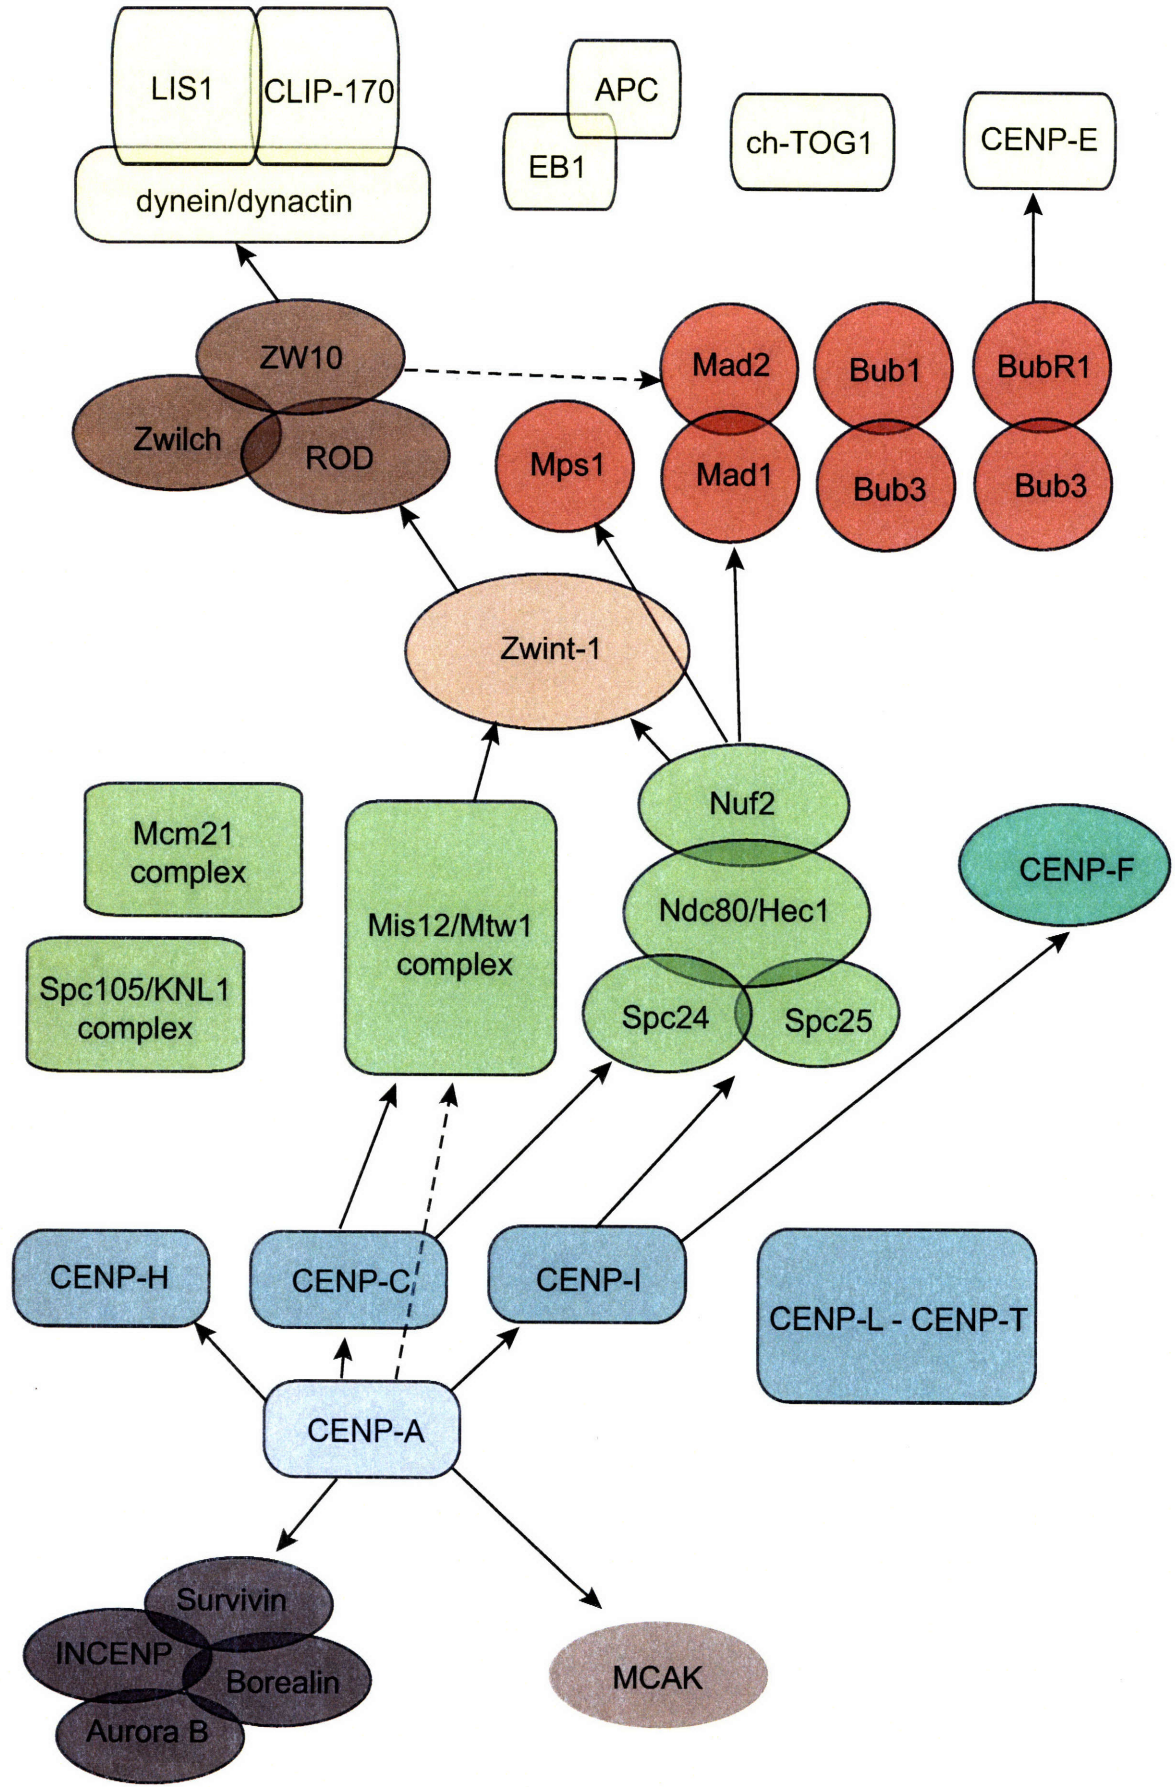 LIS1
CLIP-170
APC
ch-TOG1
CENP-E
EB1
dynein/dynactin
ZW10
Mad2
Bub1
BubR1
Zwilch
ROD
Mps1
Mad1
Bub3
Bub3
Zwint-1
Nuf2
Mcm21
complex
CENP-F
Mis12/Mtw1
complex
Ndc80/Hec1
Spc105/KNL1
complex
Spc24
Spc25
CENP-H
CENP-C
CENP-I
CENP-L - CENP-T
CENP-A
Survivin
INCENP
Borealin
Aurora B
MCAK